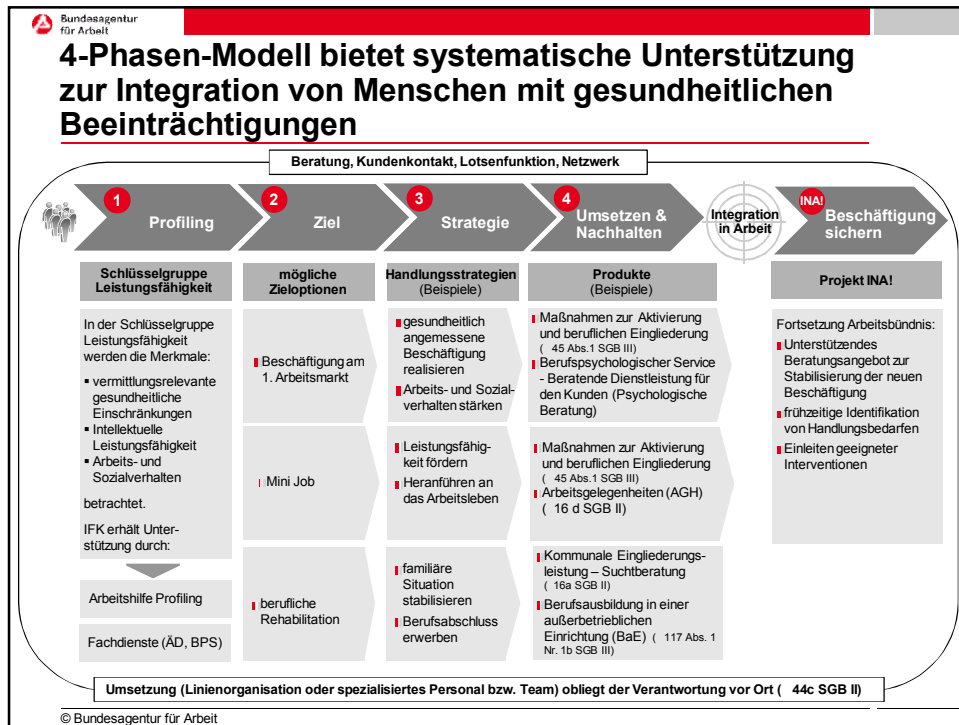 Bundesagentur
für Arbeit
4-Phasen-Modell bietet systematische Unterstützung
zur Integration von Menschen mit gesundheitlichen
Beeinträchtigungen
Beratung, Kundenkontakt, Lotsenfunktion, Netzwerk
1
Profiling
2
Ziel
3
Strategie
4
Umsetzen &
Nachhalten
Integration
in Arbeit
INA!
Beschäftigung
sichern
Schlüsselgruppe
Leistungsfähigkeit
In der Schlüsselgruppe
Leistungsfähigkeit
werden die Merkmale:
▪ vermittlungsrelevante
gesundheitliche
Einschränkungen
▪ Intellektuelle
Leistungsfähigkeit
▪ Arbeits- und
Sozialverhalten
betrachtet.
IFK erhält Unter-
stützung durch:
Arbeitshilfe Profiling
Fachdienste (ÄD, BPS)
mögliche
Zieloptionen
Beschäftigung am
1. Arbeitsmarkt
Mini Job
berufliche
Rehabilitation
Handlungsstrategien
(Beispiele)
gesundheitlich
angemessene
Beschäftigung
realisieren
Arbeits- und Sozial-
verhalten stärken
Leistungsfähig-
keit fördern
Heranführen an
das Arbeitsleben
familiäre
Situation
stabilisieren
Berufsabschluss
erwerben
Produkte
(Beispiele)
Maßnahmen zur Aktivierung
und beruflichen Eingliederung
( 45 Abs.1 SGB III)
Berufspsychologischer Service
- Beratende Dienstleistung für
den Kunden (Psychologische
Beratung)
Maßnahmen zur Aktivierung
und beruflichen Eingliederung
( 45 Abs.1 SGB III)
Arbeitsgelegenheiten (AGH)
( 16 d SGB II)
Kommunale Eingliederungs-
leistung – Suchtberatung
( 16a SGB II)
Berufsausbildung in einer
außerbetrieblichen
Einrichtung (BaE) ( 117 Abs. 1
Nr. 1b SGB III)
Projekt INA!
Fortsetzung Arbeitsbündnis:
Unterstützendes
Beratungsangebot zur
Stabilisierung der neuen
Beschäftigung
frühzeitige Identifikation
von Handlungsbedarfen
Einleiten geeigneter
Interventionen
Umsetzung (Linienorganisation oder spezialisiertes Personal bzw. Team) obliegt der Verantwortung vor Ort ( 44c SGB II)
© Bundesagentur für Arbeit